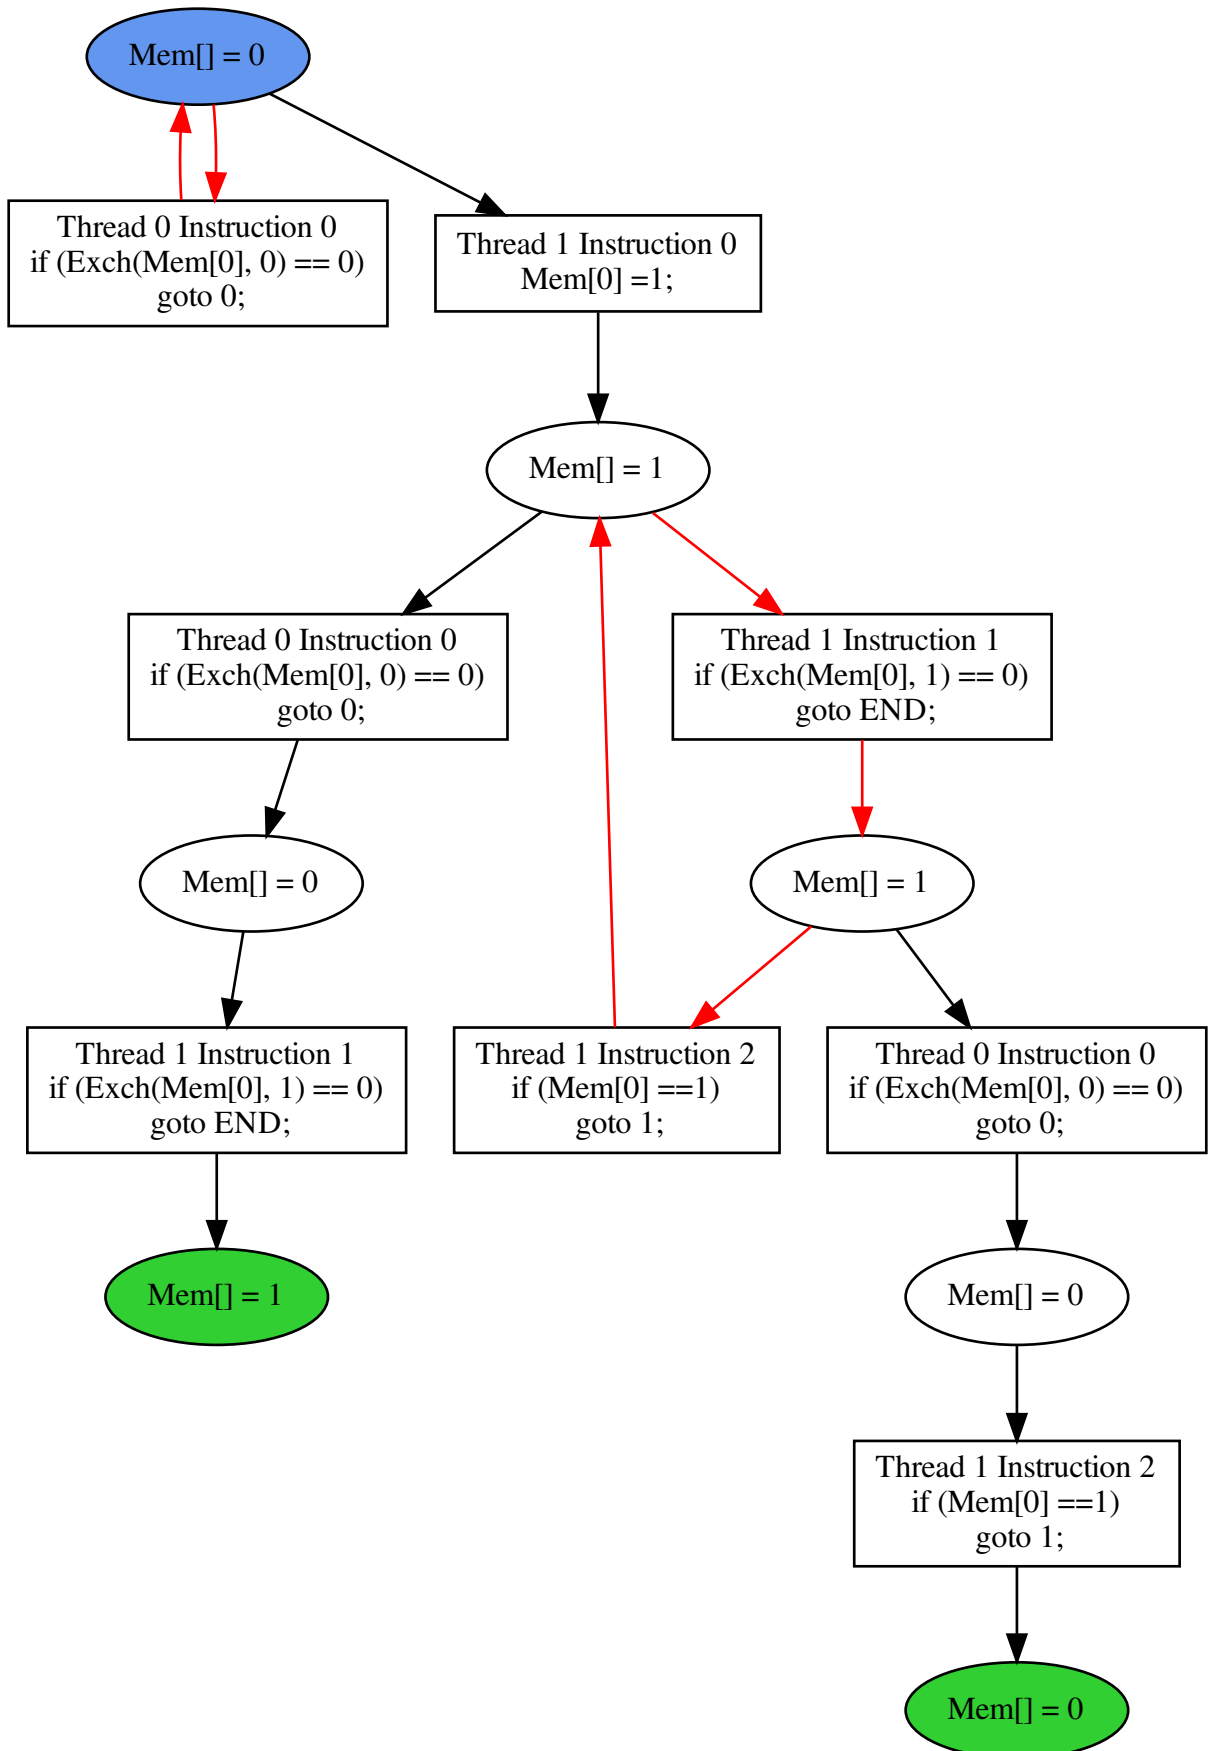 Mem[] = 0
Thread 0 Instruction 0
if (Exch(Mem[0], 0) == 0)
goto 0;
Thread 1 Instruction 0
Mem[0] =1;
Mem[] = 1
Thread 0 Instruction 0
if (Exch(Mem[0], 0) == 0)
goto 0;
Thread 1 Instruction 1
if (Exch(Mem[0], 1) == 0)
goto END;
Mem[] = 0
Mem[] = 1
Thread 1 Instruction 1
if (Exch(Mem[0], 1) == 0)
goto END;
Thread 1 Instruction 2
if (Mem[0] ==1)
goto 1;
Thread 0 Instruction 0
if (Exch(Mem[0], 0) == 0)
goto 0;
Mem[] = 1
Mem[] = 0
Thread 1 Instruction 2
if (Mem[0] ==1)
goto 1;
Mem[] = 0